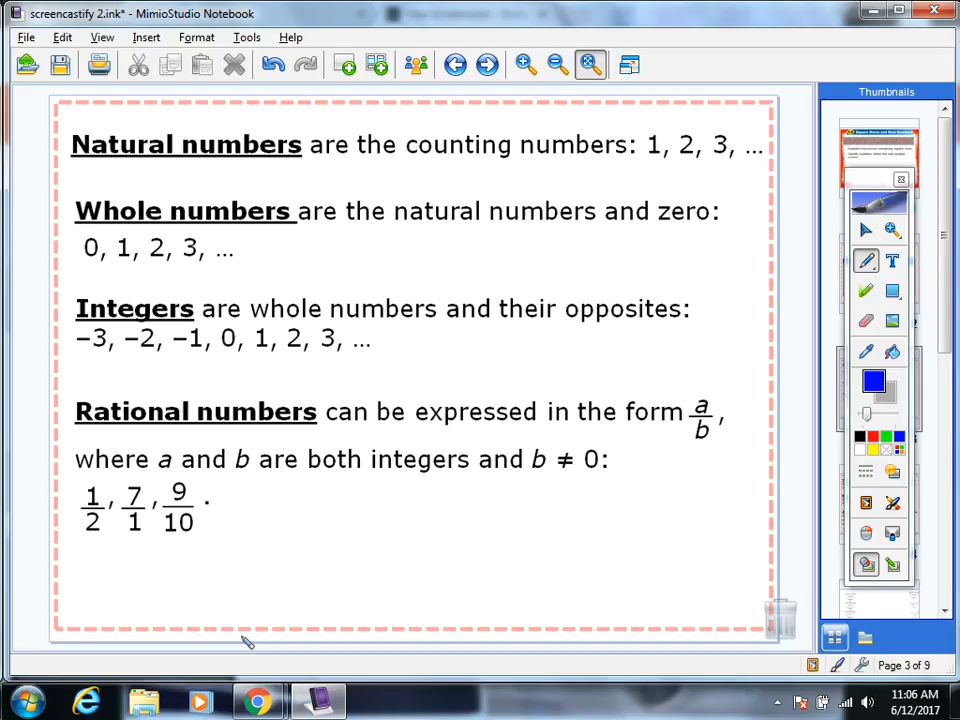 screencastify 2.ink* - MimioStudio Notebook
File Edit View Insert Format Tools Help
Thumbnails
Natural numbers are the counting numbers: 1, 2, 3, …
Whole numbers are the natural numbers and zero:
0, 1, 2, 3, …
Integers are whole numbers and their opposites:
−3, −2, −1, 0, 1, 2, 3, …
Rational numbers can be expressed in the form a/b,
where a and b are both integers and b ≠ 0:
1/2, 7/1, 9/10 .
T
Page 3 of 9
11:06 AM
6/12/2017